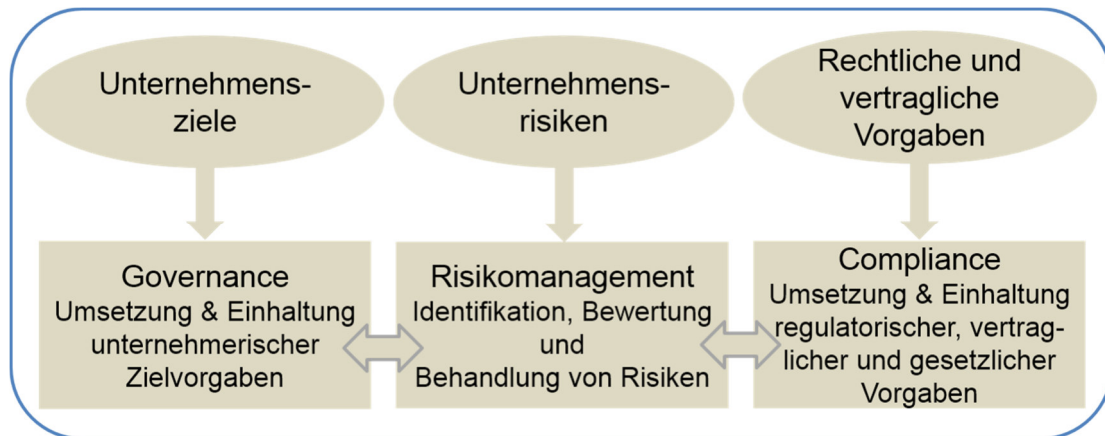 Unternehmens-
ziele
Unternehmens-
risiken
Rechtliche und
vertragliche
Vorgaben
Governance
Umsetzung & Einhaltung
unternehmerischer
Zielvorgaben
Risikomanagement
Identifikation, Bewertung
und
Behandlung von Risiken
Compliance
Umsetzung & Einhaltung
regulatorischer, vertrag-
licher und gesetzlicher
Vorgaben